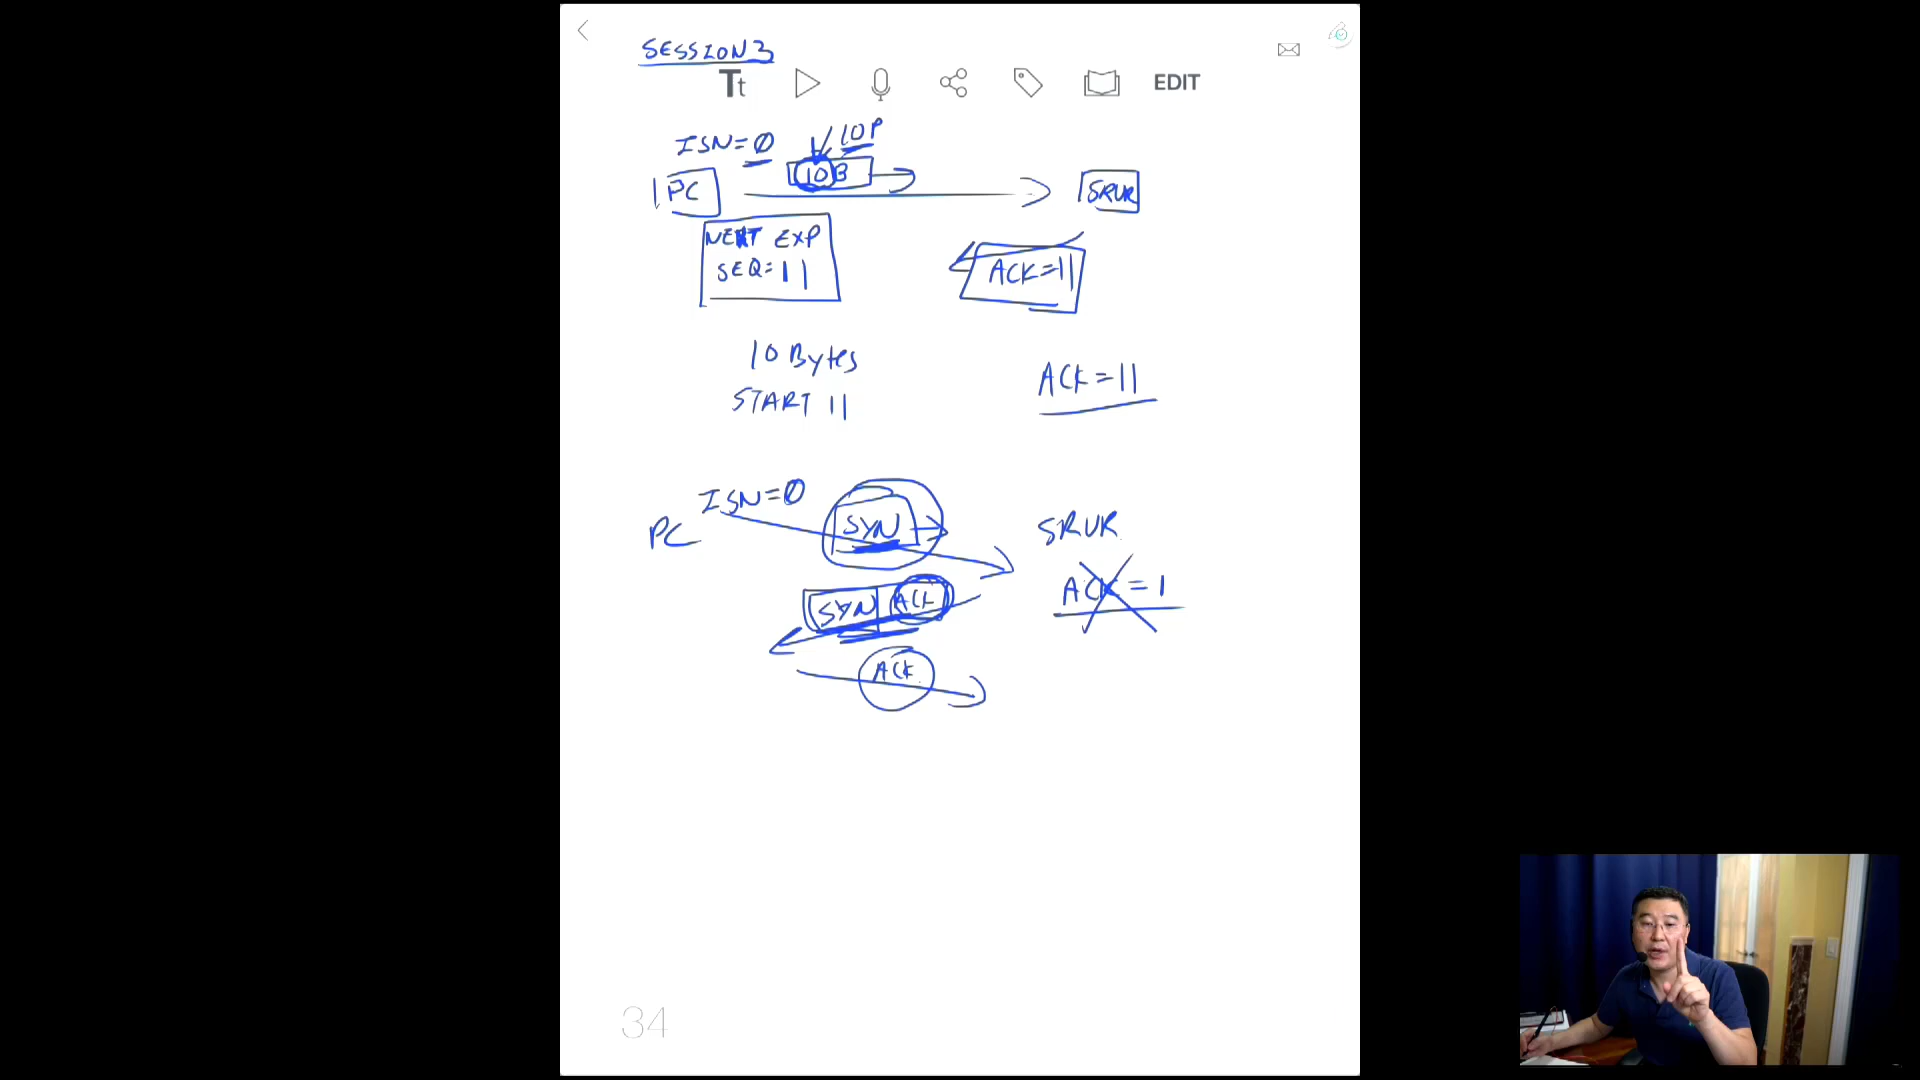 SESSION 3
Tt EDIT
ISN=0 10P
PC 10B SRVR
NEXT EXP
SEQ=11 ACK=11
10 Bytes
START 11 ACK=11
ISN=0
PC SYN SRVR
SYN ACK ACK=1
ACK
34